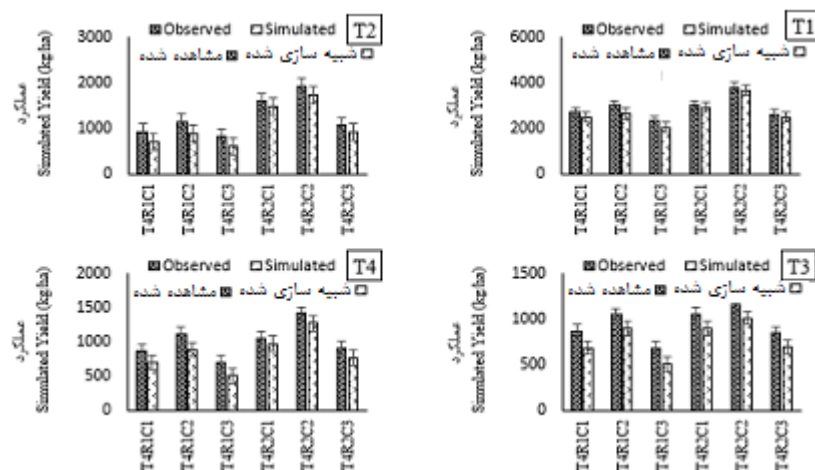 Observed Simulated T2
مشاهده شده شبیه سازی شده
3000
2000
1000
0
عملکرد
Simulated Yield (kg/ha)
T4R1C1
T4R1C2
T4R1C3
T4R2C1
T4R2C2
T4R2C3
Observed Simulated T1
مشاهده شده شبیه سازی شده
6000
4000
2000
0
عملکرد
Simulated Yield (kg/ha)
T4R1C1
T4R1C2
T4R1C3
T4R2C1
T4R2C2
T4R2C3
Observed Simulated T4
مشاهده شده شبیه سازی شده
2000
1500
1000
500
0
عملکرد
Simulated Yield (kg/ha)
T4R1C1
T4R1C2
T4R1C3
T4R2C1
T4R2C2
T4R2C3
Observed Simulated T3
مشاهده شده شبیه سازی شده
1500
1000
500
0
عملکرد
Simulated Yield (kg/ha)
T4R1C1
T4R1C2
T4R1C3
T4R2C1
T4R2C2
T4R2C3